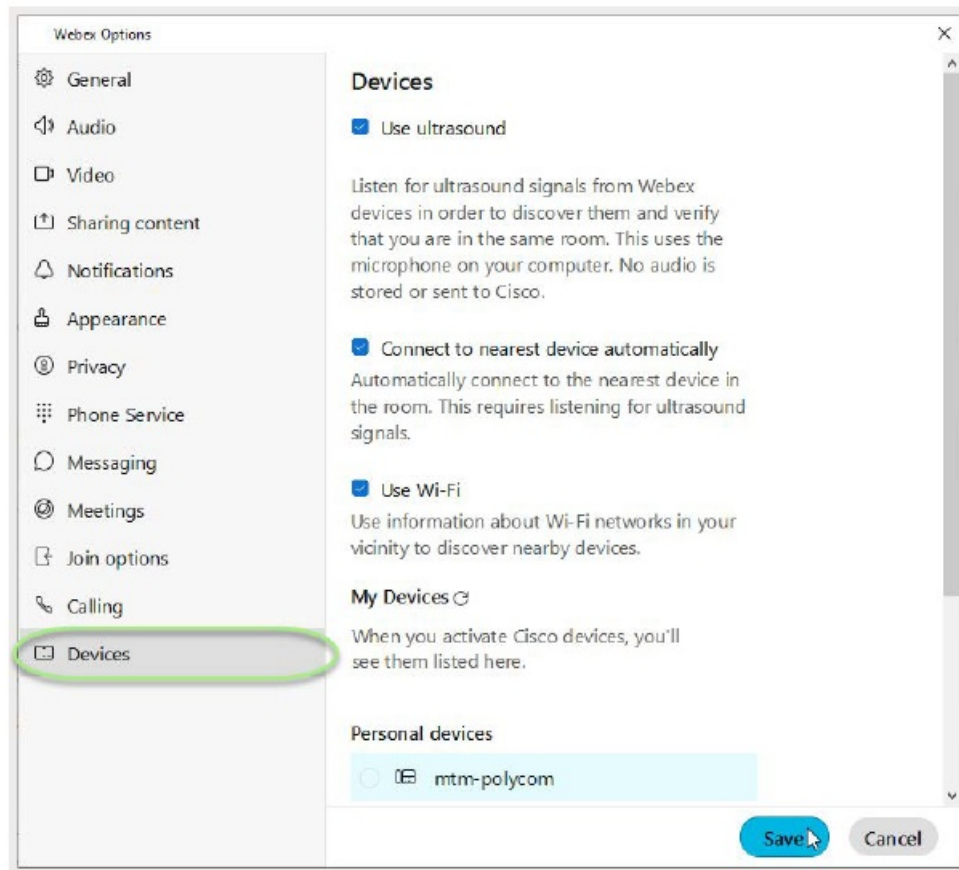 Webex Options
General
Audio
Video
Sharing content
Notifications
Appearance
Privacy
Phone Service
Messaging
Meetings
Join options
Calling
Devices
Devices
Use ultrasound
Listen for ultrasound signals from Webex
devices in order to discover them and verify
that you are in the same room. This uses the
microphone on your computer. No audio is
stored or sent to Cisco.
Connect to nearest device automatically
Automatically connect to the nearest device in
the room. This requires listening for ultrasound
signals.
Use Wi-Fi
Use information about Wi-Fi networks in your
vicinity to discover nearby devices.
My Devices
When you activate Cisco devices, you'll
see them listed here.
Personal devices
mtm-polycom
Save
Cancel